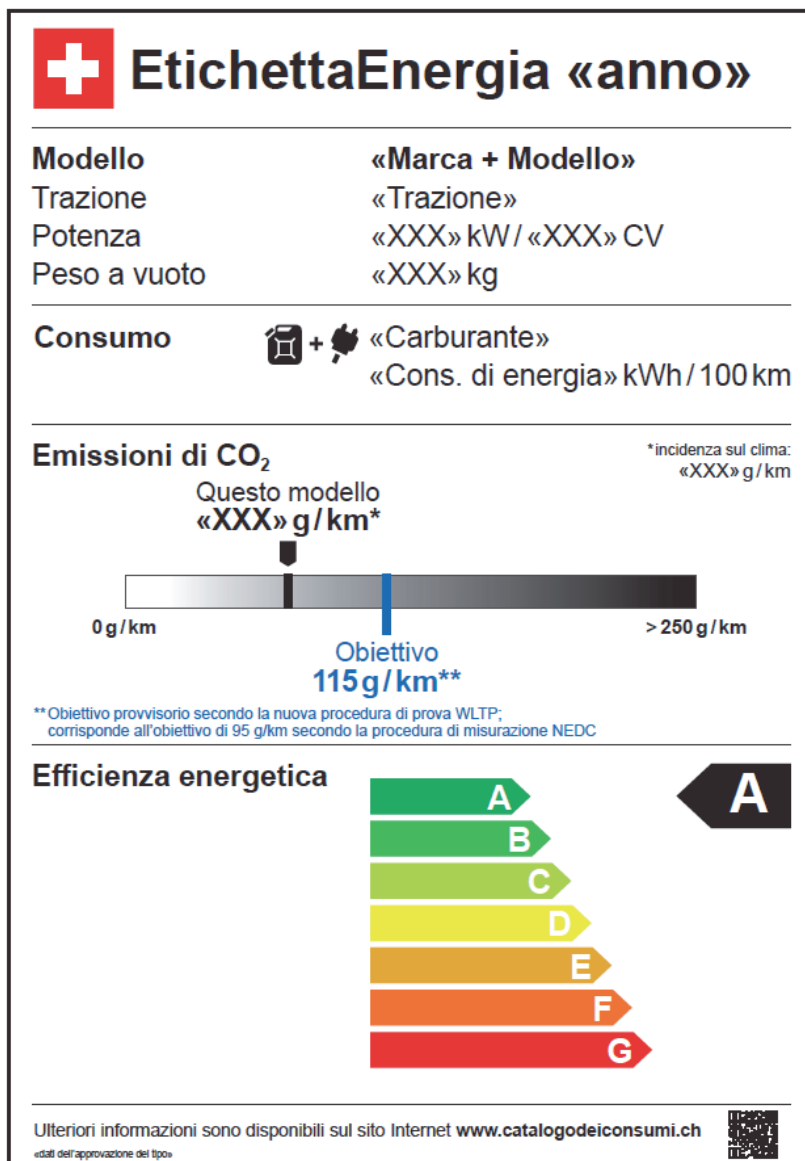 EtichettaEnergia «anno»
Modello «Marca + Modello»
Trazione «Trazione»
Potenza «XXX» kW / «XXX» CV
Peso a vuoto «XXX» kg
Consumo + «Carburante»
«Cons. di energia» kWh / 100 km
Emissioni di CO₂
*incidenza sul clima:
«XXX» g / km
Questo modello
«XXX» g / km*
0 g / km > 250 g / km
Obiettivo
115 g / km**
**Obiettivo provvisorio secondo la nuova procedura di prova WLTP;
corrisponde all'obiettivo di 95 g/km secondo la procedura di misurazione NEDC
Efficienza energetica
A A
B
C
D
E
F
G
Ulteriori informazioni sono disponibili sul sito Internet www.catalogodeiconsumi.ch
«dati dell'approvazione del tipo»